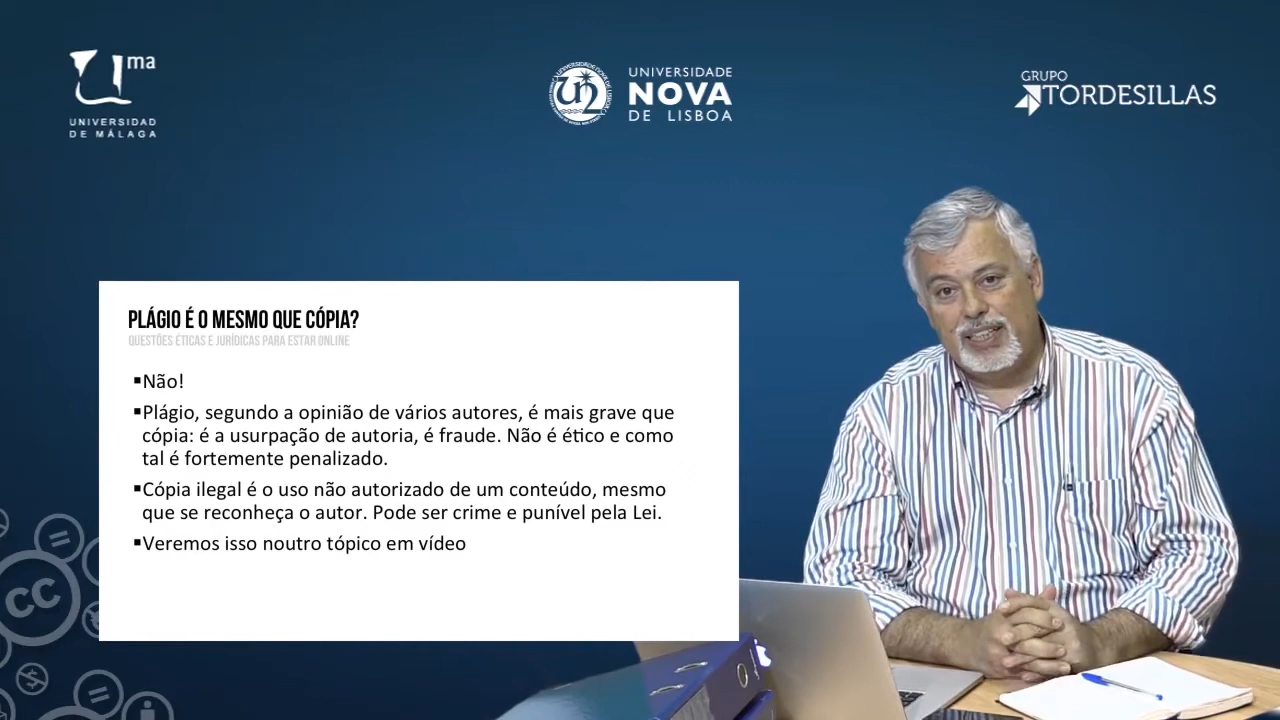 ma
UNIVERSIDAD
DE MÁLAGA
UNIVERSIDADE
NOVA
DE LISBOA
GRUPO
TORDESILLAS
PLÁGIO É O MESMO QUE CÓPIA?
QUESTÕES ÉTICAS E JURÍDICAS PARA ESTAR ONLINE
▪Não!
▪Plágio, segundo a opinião de vários autores, é mais grave que
cópia: é a usurpação de autoria, é fraude. Não é ético e como
tal é fortemente penalizado.
▪Cópia ilegal é o uso não autorizado de um conteúdo, mesmo
que se reconheça o autor. Pode ser crime e punível pela Lei.
▪Veremos isso noutro tópico em vídeo
CC